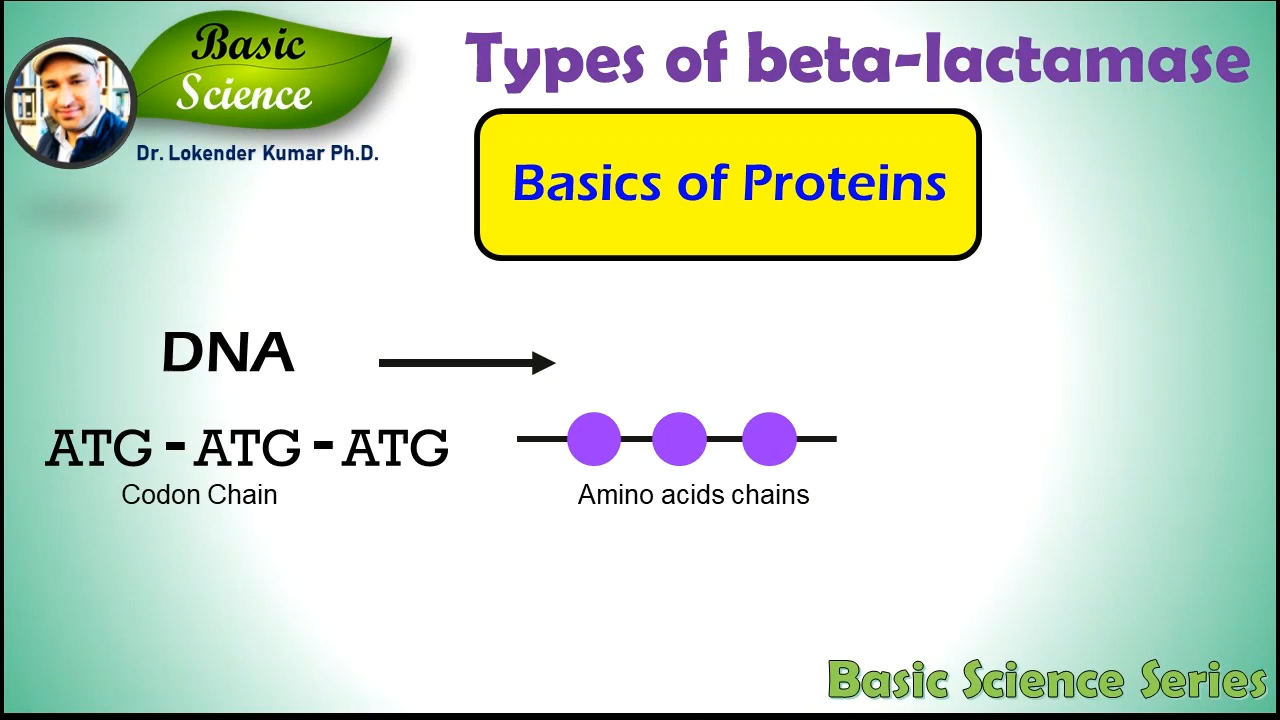 Basic
Science
Dr. Lokender Kumar Ph.D.
Types of beta-lactamase
Basics of Proteins
DNA
ATG - ATG - ATG
Codon Chain
Amino acids chains
Basic Science Series